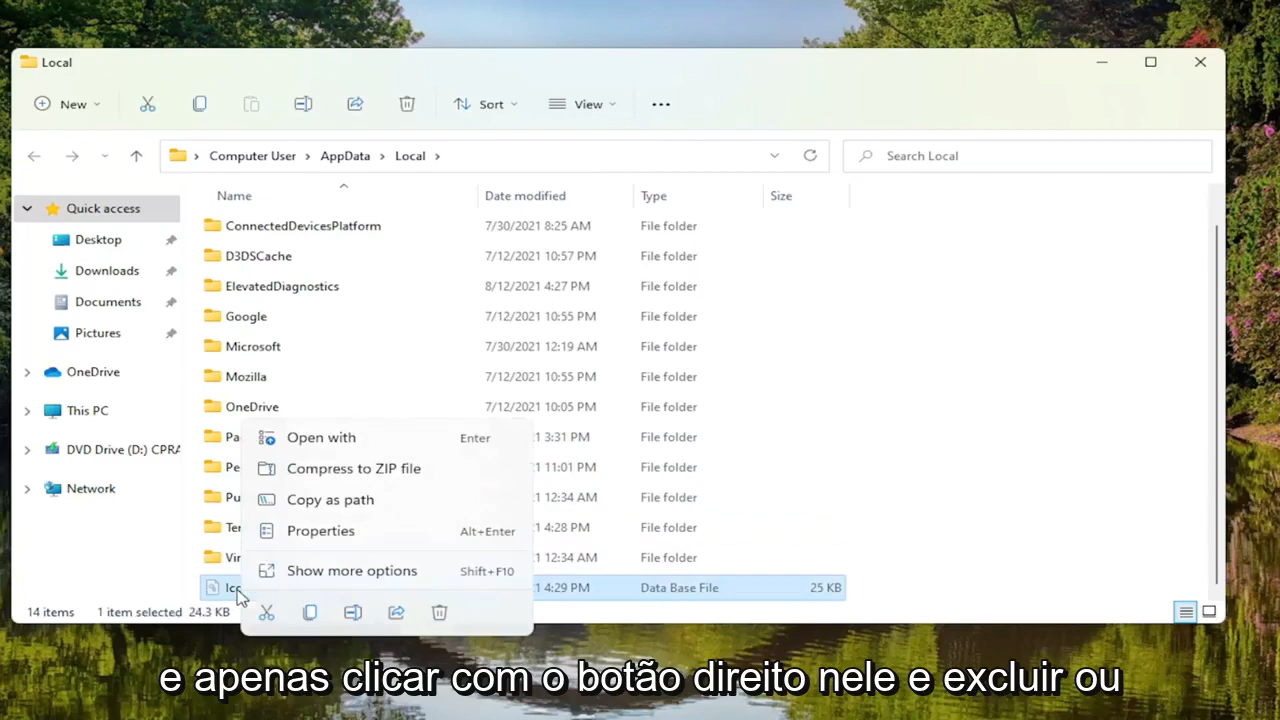 Local
New
Sort
View
Computer User
AppData
Local
Search Local
Name
Date modified
Type
Size
Quick access
Desktop
Downloads
Documents
Pictures
OneDrive
This PC
DVD Drive (D:) CPRA
Network
ConnectedDevicesPlatform 7/30/2021 8:25 AM File folder
D3DSCache 7/12/2021 10:57 PM File folder
ElevatedDiagnostics 8/12/2021 4:27 PM File folder
Google 7/12/2021 10:55 PM File folder
Microsoft 7/30/2021 12:19 AM File folder
Mozilla 7/12/2021 10:55 PM File folder
OneDrive 7/12/2021 10:05 PM File folder
Pa 1 3:31 PM File folder
Pe 1 11:01 PM File folder
Pu 1 12:34 AM File folder
Ter 1 4:28 PM File folder
Vir 1 12:34 AM File folder
Ico 1 4:29 PM Data Base File 25 KB
Open with Enter
Compress to ZIP file
Copy as path
Properties Alt+Enter
Show more options Shift+F10
14 items 1 item selected 24.3 KB
e apenas clicar com o botão direito nele e excluir ou